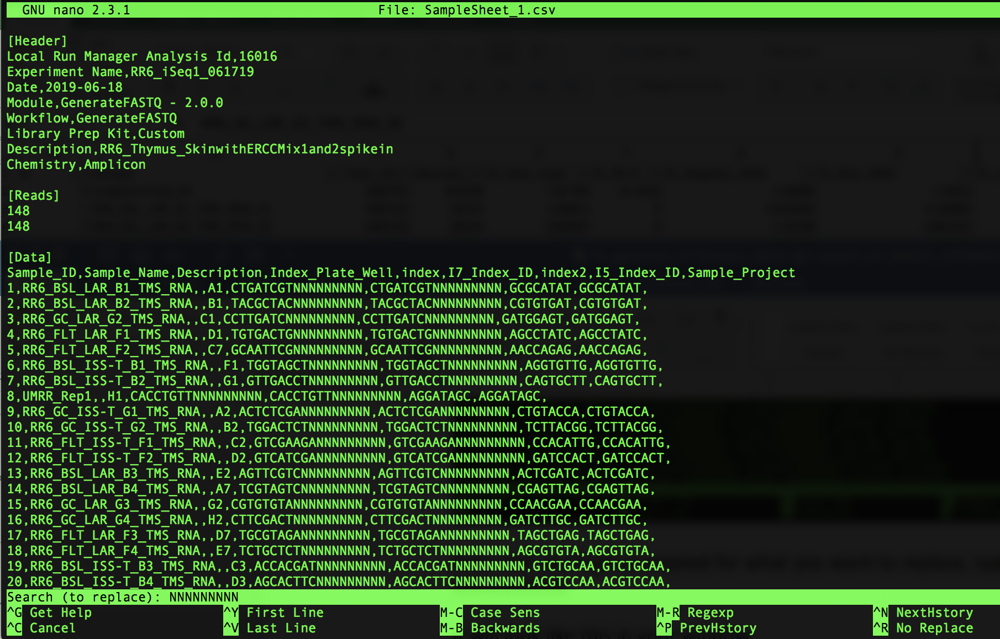 GNU nano 2.3.1 File: SampleSheet_1.csv
[Header]
Local Run Manager Analysis Id,16016
Experiment Name,RR6_iSeq1_061719
Date,2019-06-18
Module,GenerateFASTQ - 2.0.0
Workflow,GenerateFASTQ
Library Prep Kit,Custom
Description,RR6_Thymus_SkinwithERCCMix1and2spikein
Chemistry,Amplicon
[Reads]
148
148
[Data]
Sample_ID,Sample_Name,Description,Index_Plate_Well,index,I7_Index_ID,index2,I5_Index_ID,Sample_Project
1,RR6_BSL_LAR_B1_TMS_RNA,,A1,CTGATCGTNNNNNNNNN,CTGATCGTNNNNNNNNN,GCGCATAT,GCGCATAT,
2,RR6_BSL_LAR_B2_TMS_RNA,,B1,TACGCTACNNNNNNNNN,TACGCTACNNNNNNNNN,CGTGTGAT,CGTGTGAT,
3,RR6_GC_LAR_G2_TMS_RNA,,C1,CCTTGATCNNNNNNNNN,CCTTGATCNNNNNNNNN,GATGGAGT,GATGGAGT,
4,RR6_FLT_LAR_F1_TMS_RNA,,D1,TGTGACTGNNNNNNNNN,TGTGACTGNNNNNNNNN,AGCCTATC,AGCCTATC,
5,RR6_FLT_LAR_F2_TMS_RNA,,C7,GCAATTCGNNNNNNNNN,GCAATTCGNNNNNNNNN,AACCAGAG,AACCAGAG,
6,RR6_BSL_ISS-T_B1_TMS_RNA,,F1,TGGTAGCTNNNNNNNNN,TGGTAGCTNNNNNNNNN,AGGTGTTG,AGGTGTTG,
7,RR6_BSL_ISS-T_B2_TMS_RNA,,G1,GTTGACCTNNNNNNNNN,GTTGACCTNNNNNNNNN,CAGTGCTT,CAGTGCTT,
8,UMRR_Rep1,,H1,CACCTGTTNNNNNNNNN,CACCTGTTNNNNNNNNN,AGGATAGC,AGGATAGC,
9,RR6_GC_ISS-T_G1_TMS_RNA,,A2,ACTCTCGANNNNNNNNN,ACTCTCGANNNNNNNNN,CTGTACCA,CTGTACCA,
10,RR6_GC_ISS-T_G2_TMS_RNA,,B2,TGGACTCTNNNNNNNNN,TGGACTCTNNNNNNNNN,TCTTACGG,TCTTACGG,
11,RR6_FLT_ISS-T_F1_TMS_RNA,,C2,GTCGAAGANNNNNNNNN,GTCGAAGANNNNNNNNN,CCACATTG,CCACATTG,
12,RR6_FLT_ISS-T_F2_TMS_RNA,,D2,GTCATCGANNNNNNNNN,GTCATCGANNNNNNNNN,GATCCACT,GATCCACT,
13,RR6_BSL_LAR_B3_TMS_RNA,,E2,AGTTCGTCNNNNNNNNN,AGTTCGTCNNNNNNNNN,ACTCGATC,ACTCGATC,
14,RR6_BSL_LAR_B4_TMS_RNA,,A7,TCGTAGTCNNNNNNNNN,TCGTAGTCNNNNNNNNN,CGAGTTAG,CGAGTTAG,
15,RR6_GC_LAR_G3_TMS_RNA,,G2,CGTGTGTANNNNNNNNN,CGTGTGTANNNNNNNNN,CCAACGAA,CCAACGAA,
16,RR6_GC_LAR_G4_TMS_RNA,,H2,CTTCGACTNNNNNNNNN,CTTCGACTNNNNNNNNN,GATCTTGC,GATCTTGC,
17,RR6_FLT_LAR_F3_TMS_RNA,,D7,TGCGTAGANNNNNNNNN,TGCGTAGANNNNNNNNN,TAGCTGAG,TAGCTGAG,
18,RR6_FLT_LAR_F4_TMS_RNA,,E7,TCTGCTCTNNNNNNNNN,TCTGCTCTNNNNNNNNN,AGCGTGTA,AGCGTGTA,
19,RR6_BSL_ISS-T_B3_TMS_RNA,,C3,ACCACGATNNNNNNNNN,ACCACGATNNNNNNNNN,GTCTGCAA,GTCTGCAA,
20,RR6_BSL_ISS-T_B4_TMS_RNA,,D3,AGCACTTCNNNNNNNNN,AGCACTTCNNNNNNNNN,ACGTCCAA,ACGTCCAA,
Search (to replace): NNNNNNNNN
^G Get Help ^Y First Line M-C Case Sens M-R Regexp ^N NextHstory
^C Cancel ^V Last Line M-B Backwards ^P PrevHstory ^R No Replace